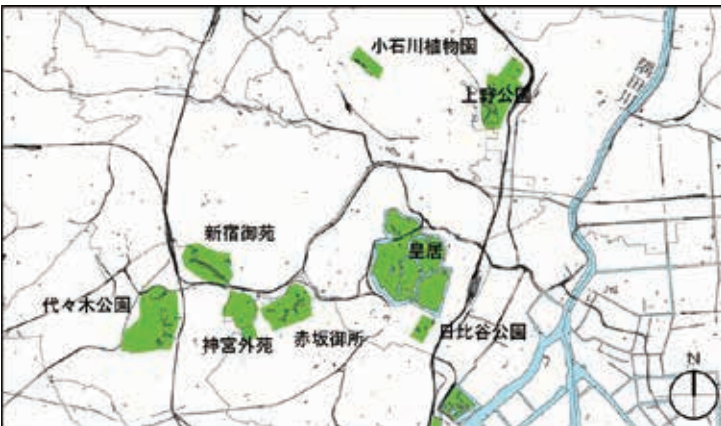 小石川植物園
上野公園
隅田川
新宿御苑
皇居
代々木公園
神宮外苑
赤坂御所
日比谷公園
N